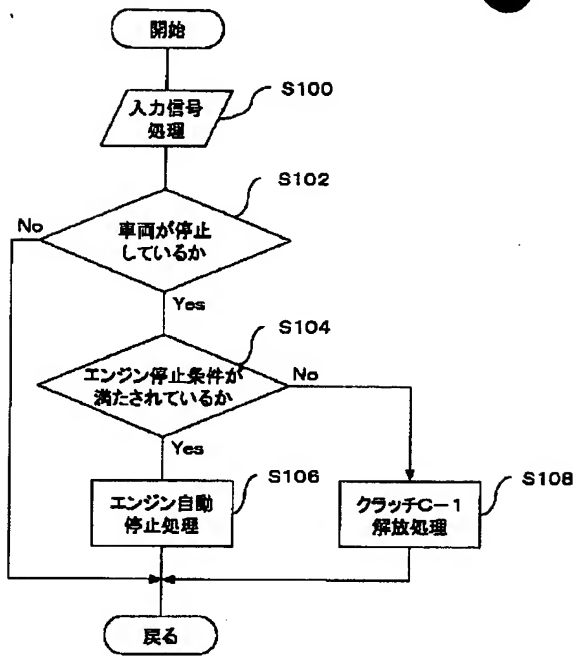 開始
入力信号
処理
S100
S102
車両が停止
しているか
No
Yes
S104
エンジン停止条件が
満たされているか
No
Yes
S106
エンジン自動
停止処理
S108
クラッチC-1
解放処理
戻る